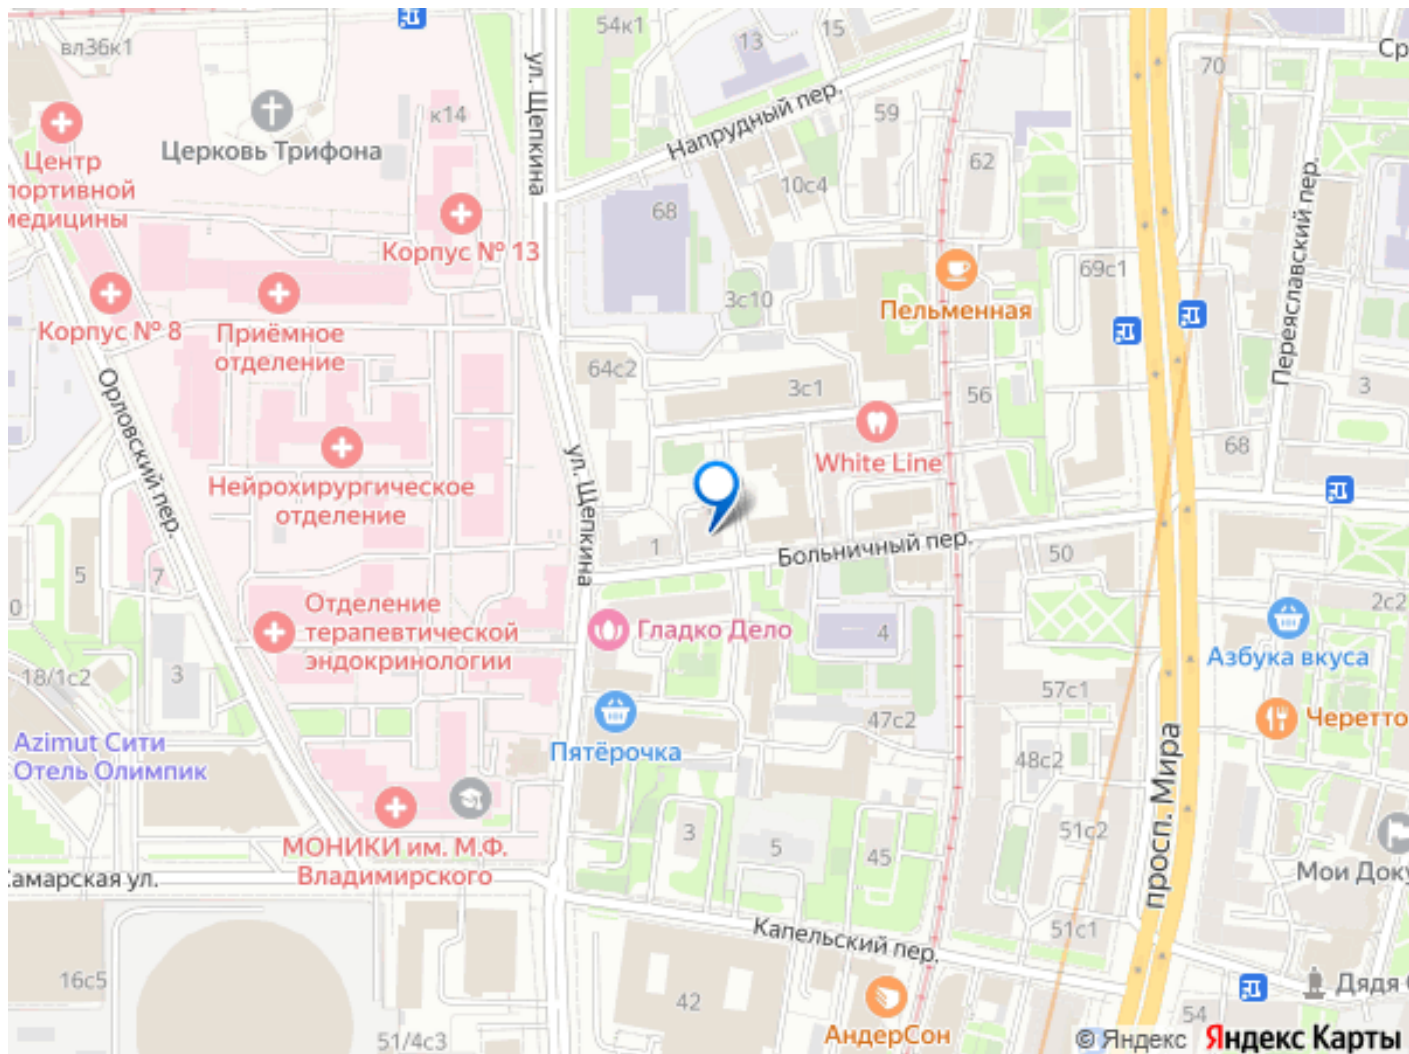 вл36к1
54к1
13
15
70
Ср
ул. Щепкина
к14
Напрудный пер.
59
Центр
портивной
медицины
Церковь Трифона
62
10с4
68
Переяславский пер.
Корпус № 13
69с1
3с10
Пельменная
Корпус № 8
Приёмное
отделение
64с2
3с1
56
3
Орловский пер.
68
White Line
ул. Щепкина
Нейрохирургическое
отделение
1
Больничный пер.
50
5
7
0
2с2
Отделение
терапевтической
эндокринологии
Гладко Дело
4
Азбука вкуса
18/1с2
3
57с1
47с2
Черетто
Azimut Сити
Отель Олимпик
Пятёрочка
48с2
просп. Мира
3
5
45
51с2
МОНИКИ им. М.Ф.
Владимирского
Мои Доку
Самарская ул.
Капельский пер.
51с1
16с5
42
Дядя
54
51/4с3
АндерСон
© Яндекс Яндекс Карты